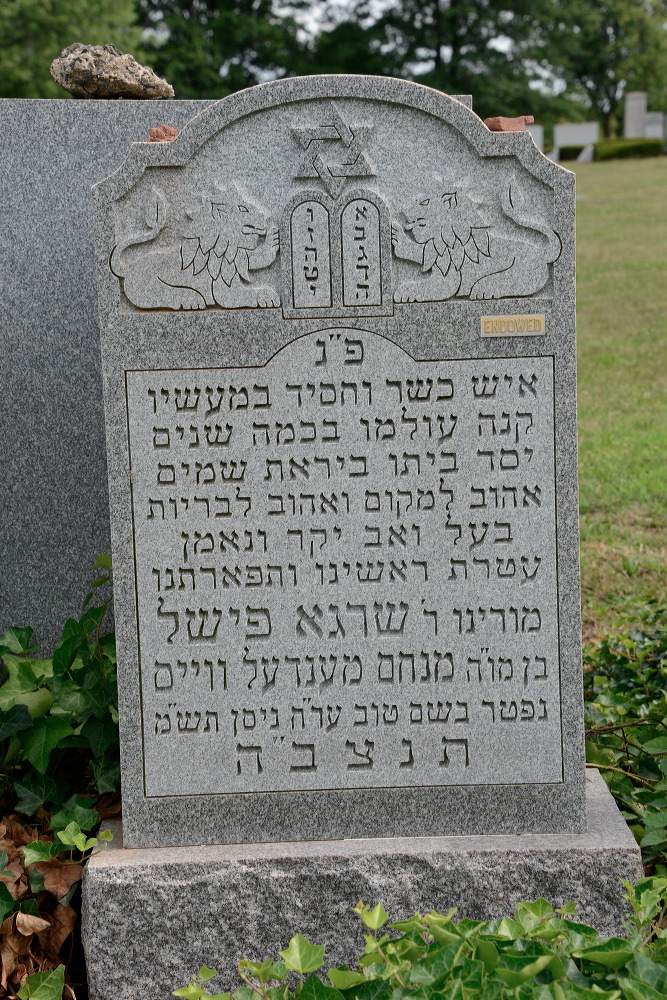 א
ב
ג
ד
ה
ו
ז
ח
ט
י
ENDOWED
פ"נ
איש כשר וחסיד במעשיו
קנה עולמו בכמה שנים
יסד ביתו ביראת שמים
אהוב למקום ואהוב לבריות
בעל ואב יקר ונאמן
עטרת ראשינו ותפארתנו
מורינו ר' שרגא פישל
בן מו"ה מנחם מענדעל ווייס
נפטר בשם טוב ער"ה ניסן תש"מ
ת נ צ ב"ה